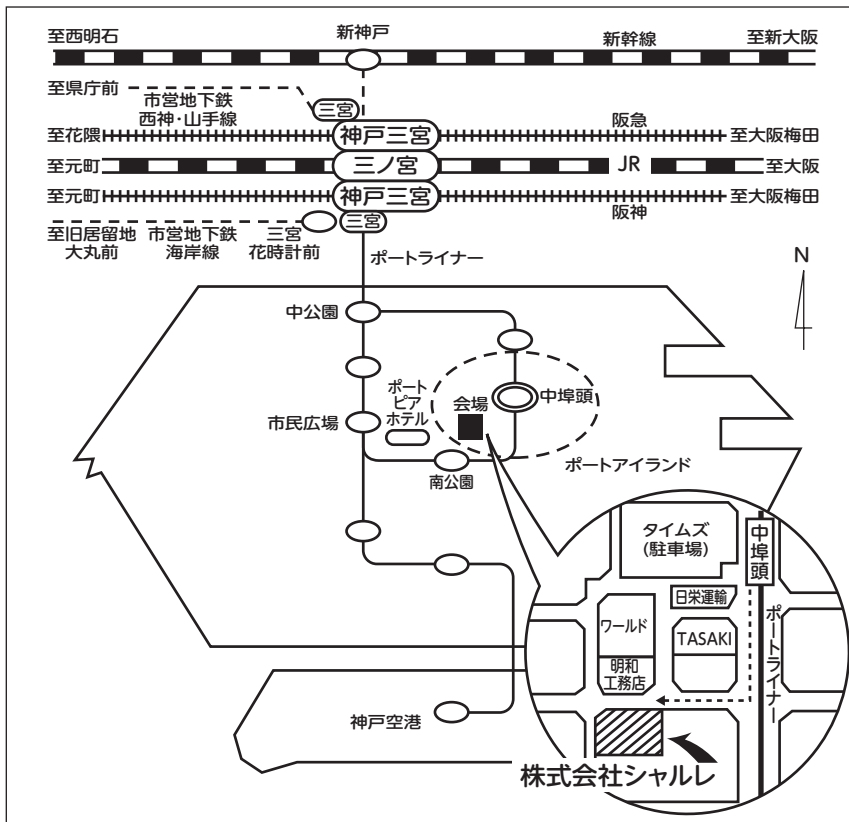 至西明石
新神戸
新幹線
至新大阪
至県庁前
市営地下鉄
西神・山手線
三宮
至花隈
神戸三宮
阪急
至大阪梅田
至元町
三ノ宮
JR
至大阪
至元町
神戸三宮
阪神
至大阪梅田
至旧居留地
大丸前
市営地下鉄
海岸線
三宮
花時計前
三宮
ポートライナー
N
中公園
市民広場
ポート
ピア
ホテル
会場
中埠頭
南公園
ポートアイランド
タイムズ
(駐車場)
中埠頭
日栄運輸
ワールド
TASAKI
明和
工務店
ポートライナー
神戸空港
株式会社シャルレ